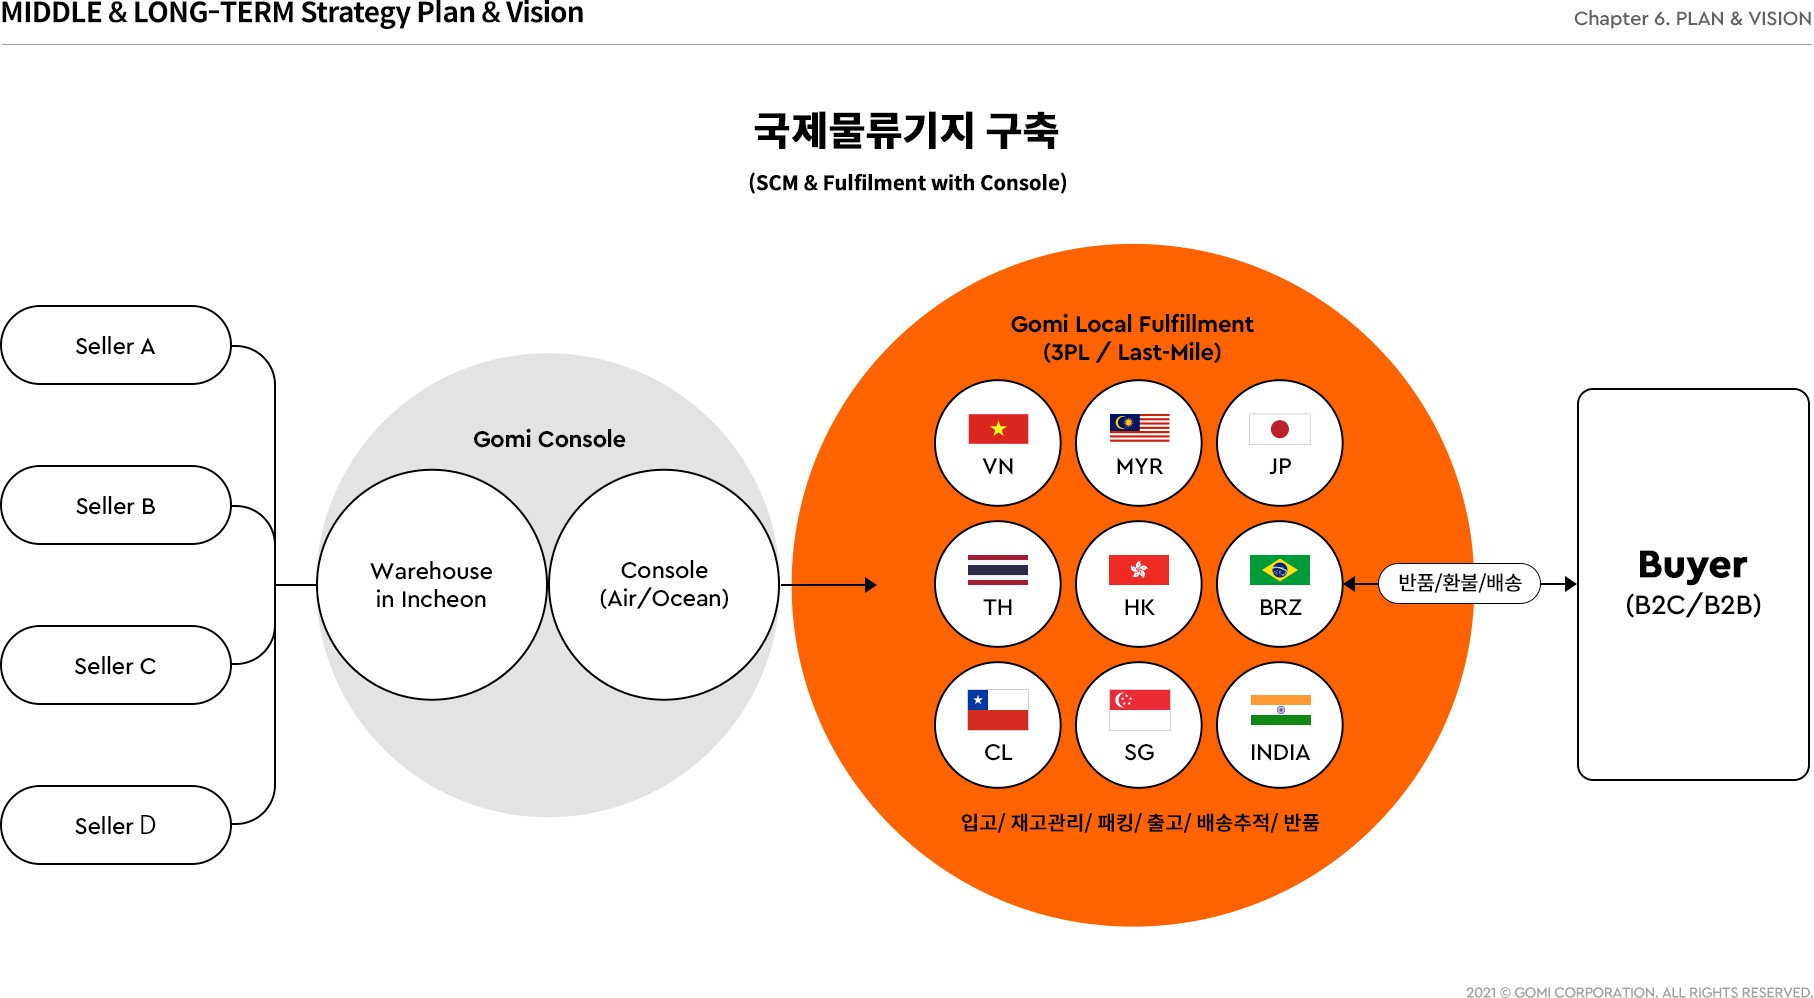 MIDDLE & LONG-TERM Strategy Plan & Vision
Chapter 6. PLAN & VISION
국제물류기지 구축
(SCM & Fulfilment with Console)
Seller A
Seller B
Seller C
Seller D
Gomi Console
Warehouse
in Incheon
Console
(Air/Ocean)
Gomi Local Fulfillment
(3PL / Last-Mile)
VN
MYR
JP
TH
HK
BRZ
CL
SG
INDIA
입고/ 재고관리/ 패킹/ 출고/ 배송추적/ 반품
반품/환불/배송
Buyer
(B2C/B2B)
2021 © GOMI CORPORATION. ALL RIGHTS RESERVED.